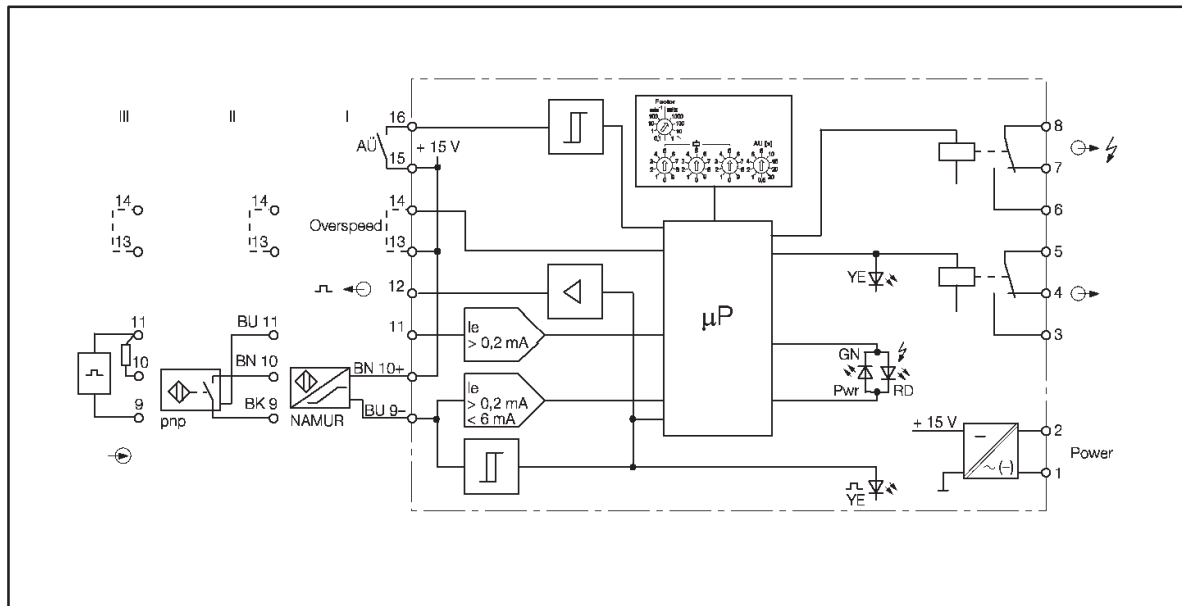 III II I
16
AÜ
+ 15 V
15
14 14 Overspeed 14
13 13 13
12
11 BU 11 11
10 BN 10 BN 10+
9 BK 9 BU 9–
pnp NAMUR
Ie
> 0,2 mA
Ie
> 0,2 mA
< 6 mA
Factor
AU [s]
µP
YE
GN
Pwr RD
YE
8
7
6
5
4
3
+ 15 V
2
Power
1
~ (–)